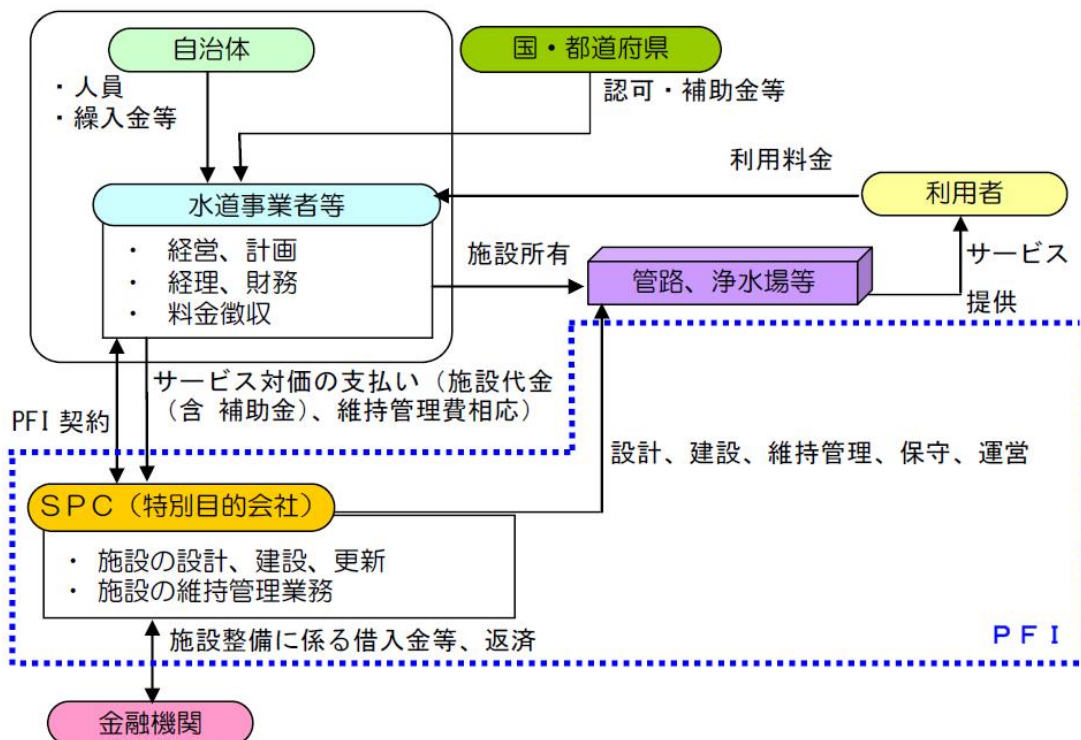 自治体
国・都道府県
・人員
・繰入金等
認可・補助金等
利用料金
水道事業者等
利用者
・ 経営、計画
・ 経理、財務
・ 料金徴収
施設所有
管路、浄水場等
サービス
提供
サービス対価の支払い（施設代金
（含 補助金）、維持管理費相応）
PFI 契約
設計、建設、維持管理、保守、運営
ＳＰＣ（特別目的会社）
・ 施設の設計、建設、更新
・ 施設の維持管理業務
施設整備に係る借入金等、返済
ＰＦＩ
金融機関